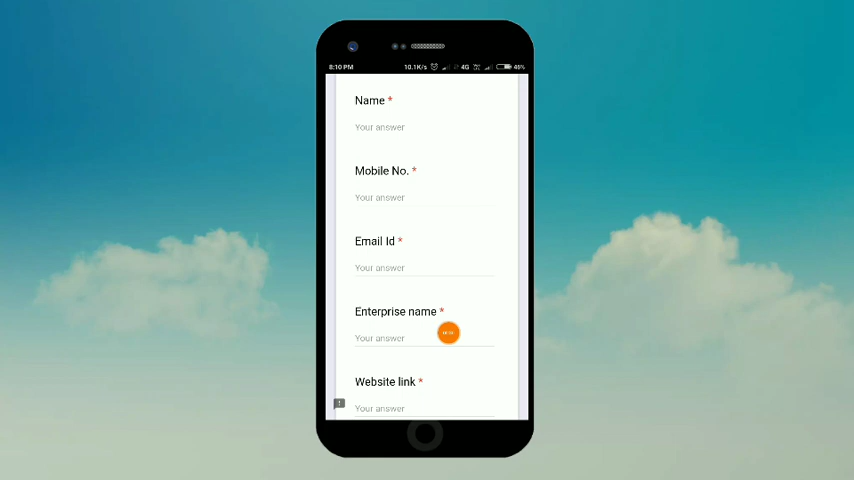 8:10 PM 10.1K/s 4G 46%
Name *
Your answer
Mobile No. *
Your answer
Email Id *
Your answer
Enterprise name *
Your answer
Website link *
Your answer